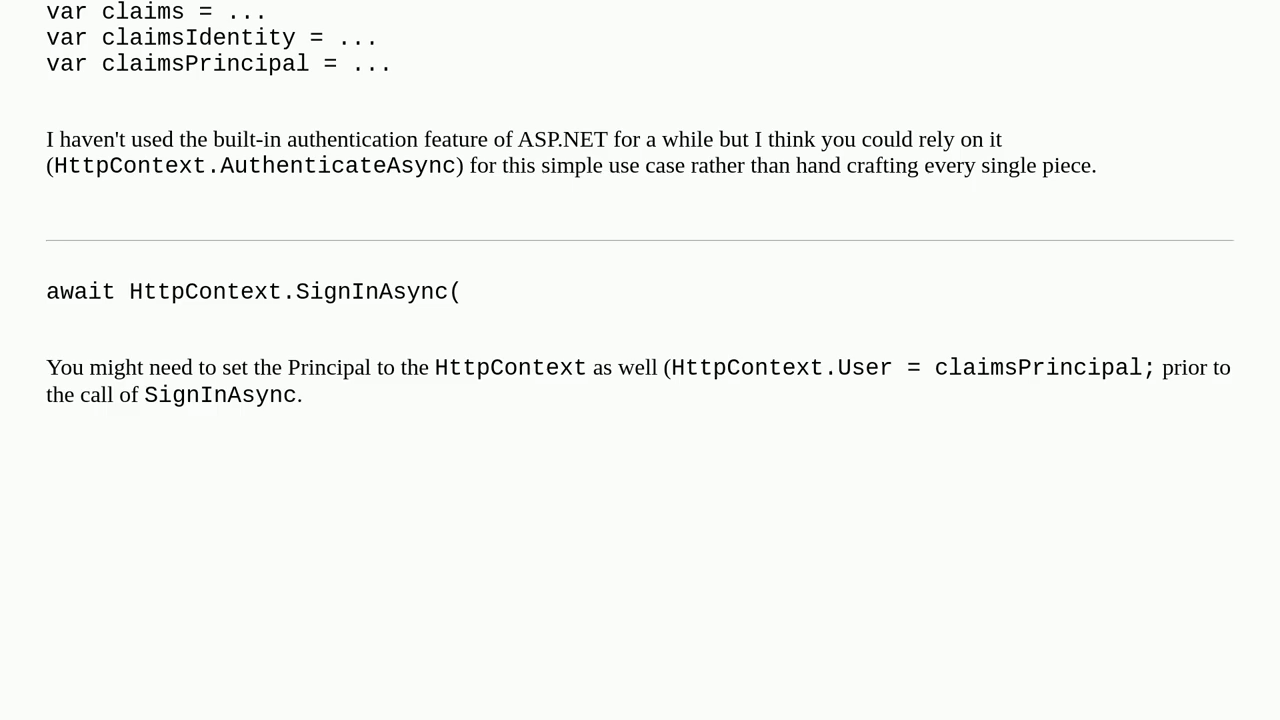 var claims = ...
var claimsIdentity = ...
var claimsPrincipal = ...
I haven't used the built-in authentication feature of ASP.NET for a while but I think you could rely on it
(HttpContext.AuthenticateAsync) for this simple use case rather than hand crafting every single piece.
await HttpContext.SignInAsync(
You might need to set the Principal to the HttpContext as well (HttpContext.User = claimsPrincipal; prior to
the call of SignInAsync.